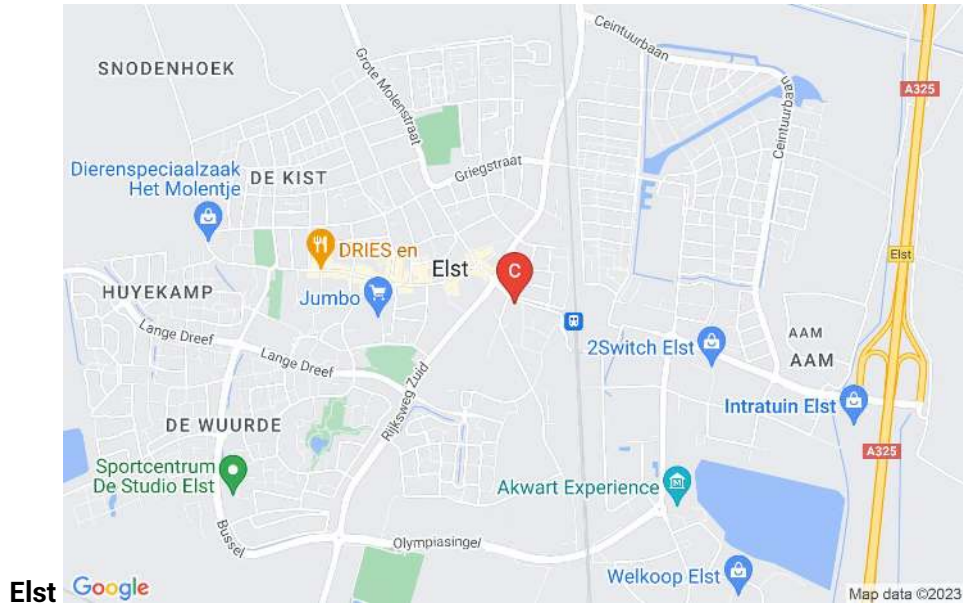 Ceintuurbaan
SNODENHOEK
Grote Molenstraat
A325
Ceintuurbaan
Dierenspeciaalzaak
Het Molentje
DE KIST
Griegstraat
DRIES en
Elst
Elst
C
HUYEKAMP
Jumbo
Lange Dreef
2Switch Elst
AAM
AAM
Lange Dreef
Rijksweg Zuid
Intratuin Elst
DE WUURDE
A325
Sportcentrum
De Studio Elst
Akwart Experience
M
Bussel
Olympiasingel
Welkoop Elst
Elst
Google
Map data ©2023